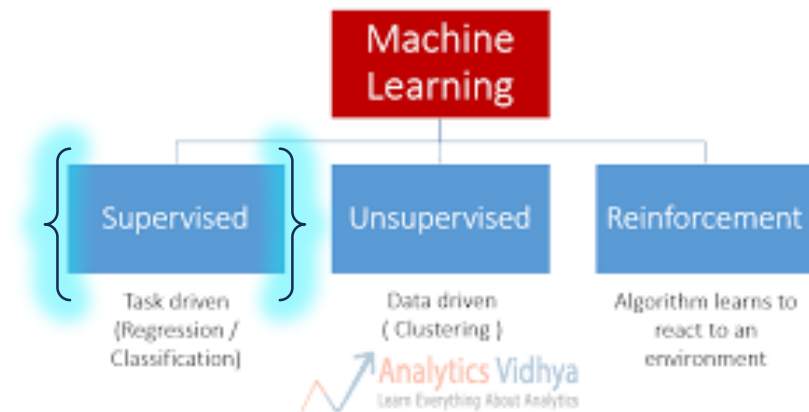 Machine
Learning
Supervised
Unsupervised
Reinforcement
Task driven
(Regression /
Classification)
Data driven
( Clustering )
Algorithm learns to
react to an
environment
Analytics Vidhya
Learn Everything About Analytics